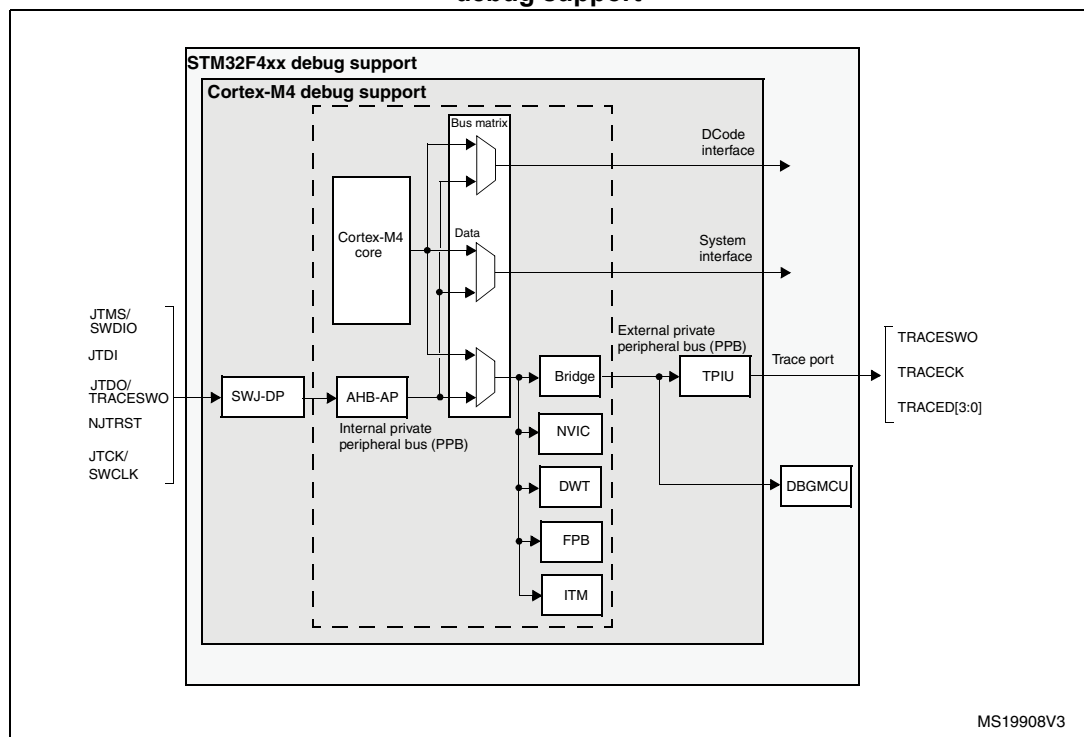 debug support
STM32F4xx debug support
Cortex-M4 debug support
Bus matrix
DCode
interface
Cortex-M4
core
Data
System
interface
JTMS/
SWDIO
JTDI
JTDO/
TRACESWO
NJTRST
JTCK/
SWCLK
SWJ-DP
AHB-AP
Internal private
peripheral bus (PPB)
External private
peripheral bus (PPB)
Bridge
NVIC
DWT
FPB
ITM
TPIU
Trace port
TRACESWO
TRACECK
TRACED[3:0]
DBGMCU
MS19908V3